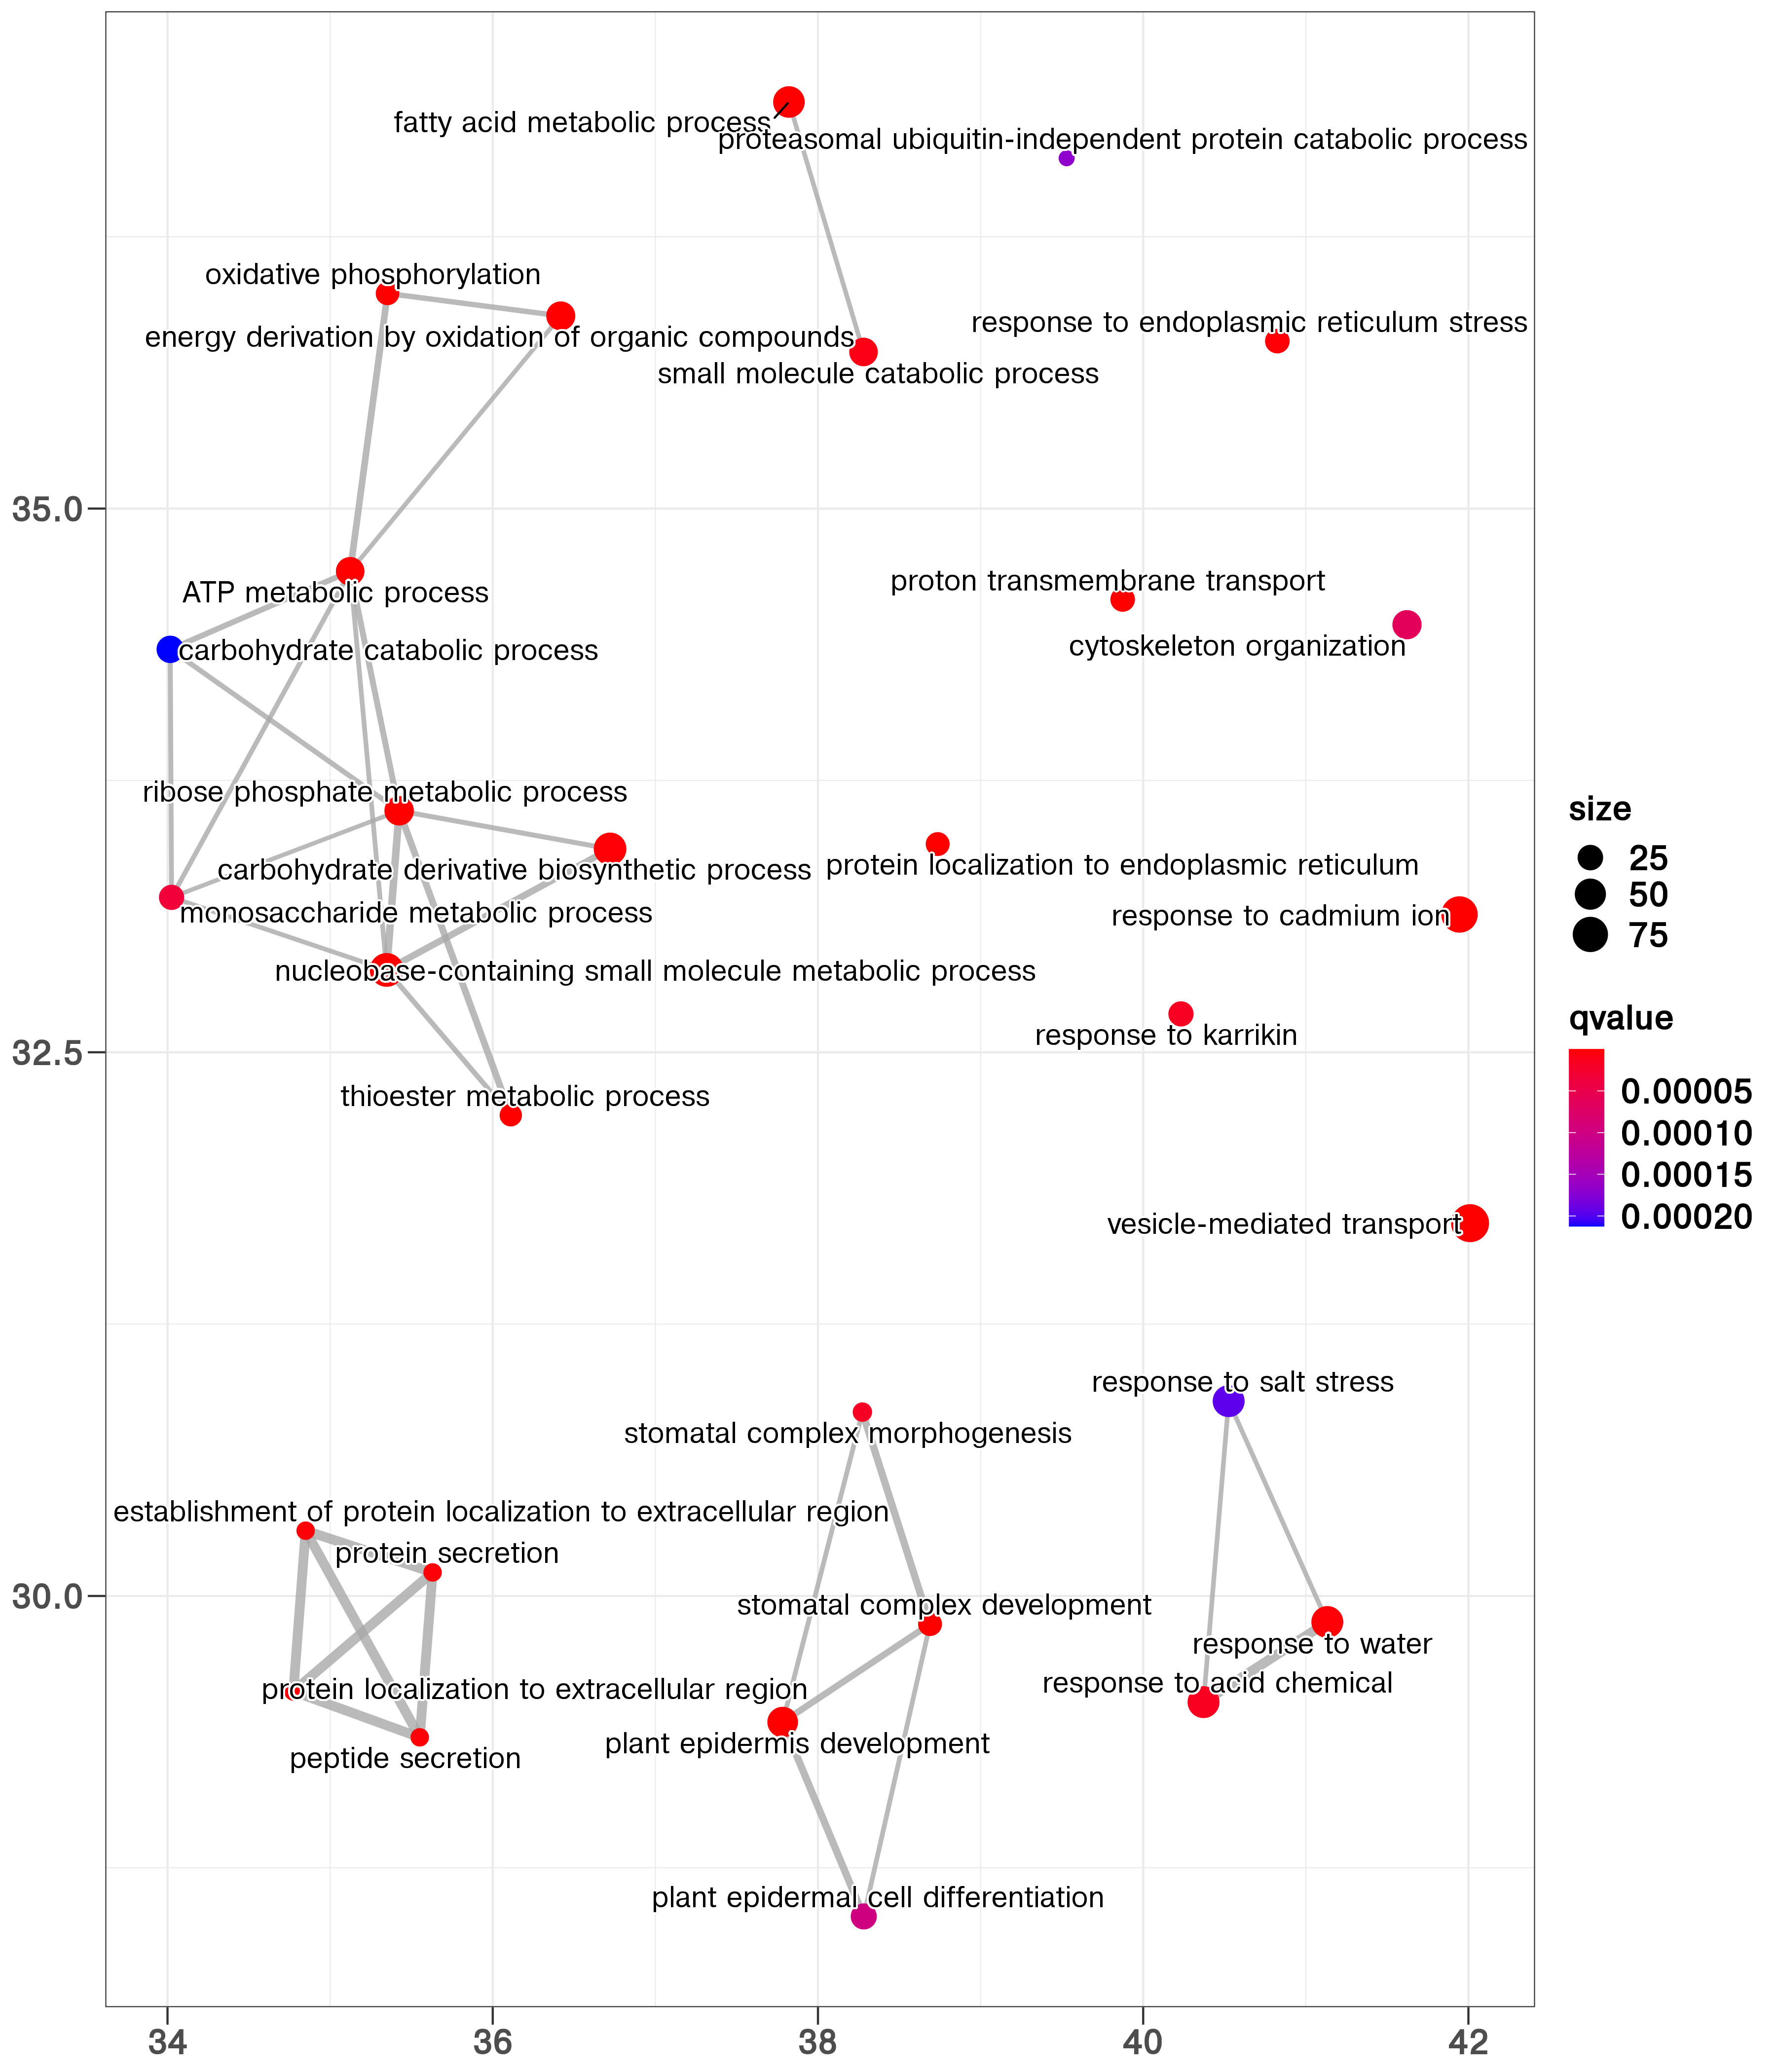 fatty acid metabolic process
proteasomal ubiquitin-independent protein catabolic process
oxidative phosphorylation
energy derivation by oxidation of organic compounds
response to endoplasmic reticulum stress
small molecule catabolic process
35.0
proton transmembrane transport
ATP metabolic process
cytoskeleton organization
carbohydrate catabolic process
ribose phosphate metabolic process
carbohydrate derivative biosynthetic process
protein localization to endoplasmic reticulum
monosaccharide metabolic process
response to cadmium ion
nucleobase-containing small molecule metabolic process
response to karrikin
32.5
thioester metabolic process
vesicle-mediated transport
response to salt stress
stomatal complex morphogenesis
establishment of protein localization to extracellular region
protein secretion
30.0
stomatal complex development
response to water
response to acid chemical
protein localization to extracellular region
plant epidermis development
peptide secretion
plant epidermal cell differentiation
34
36
38
40
42
size
25
50
75
qvalue
0.00005
0.00010
0.00015
0.00020